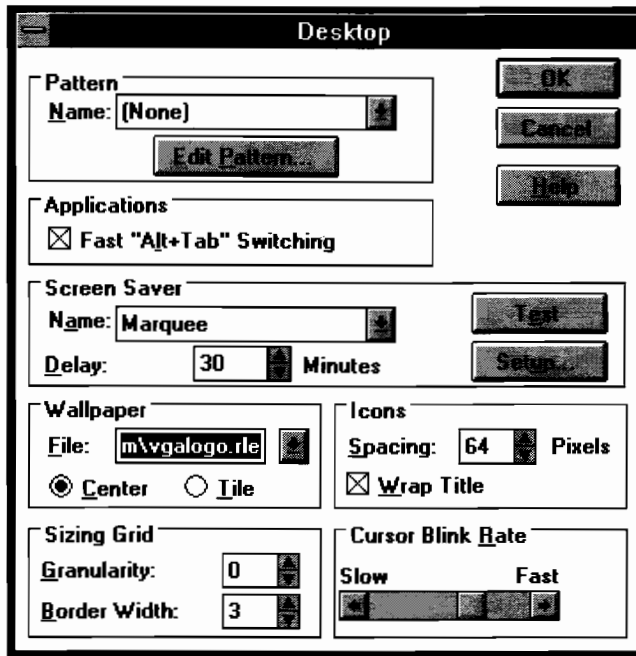 Desktop
Pattern
Name: (None)
Edit Pattern...
OK
Cancel
Help
Applications
Fast "Alt+Tab" Switching
Screen Saver
Name: Marquee
Delay: 30 Minutes
Test
Setup...
Wallpaper
File: m\vgalogo.rle
Center Tile
Icons
Spacing: 64 Pixels
Wrap Title
Sizing Grid
Granularity: 0
Border Width: 3
Cursor Blink Rate
Slow Fast